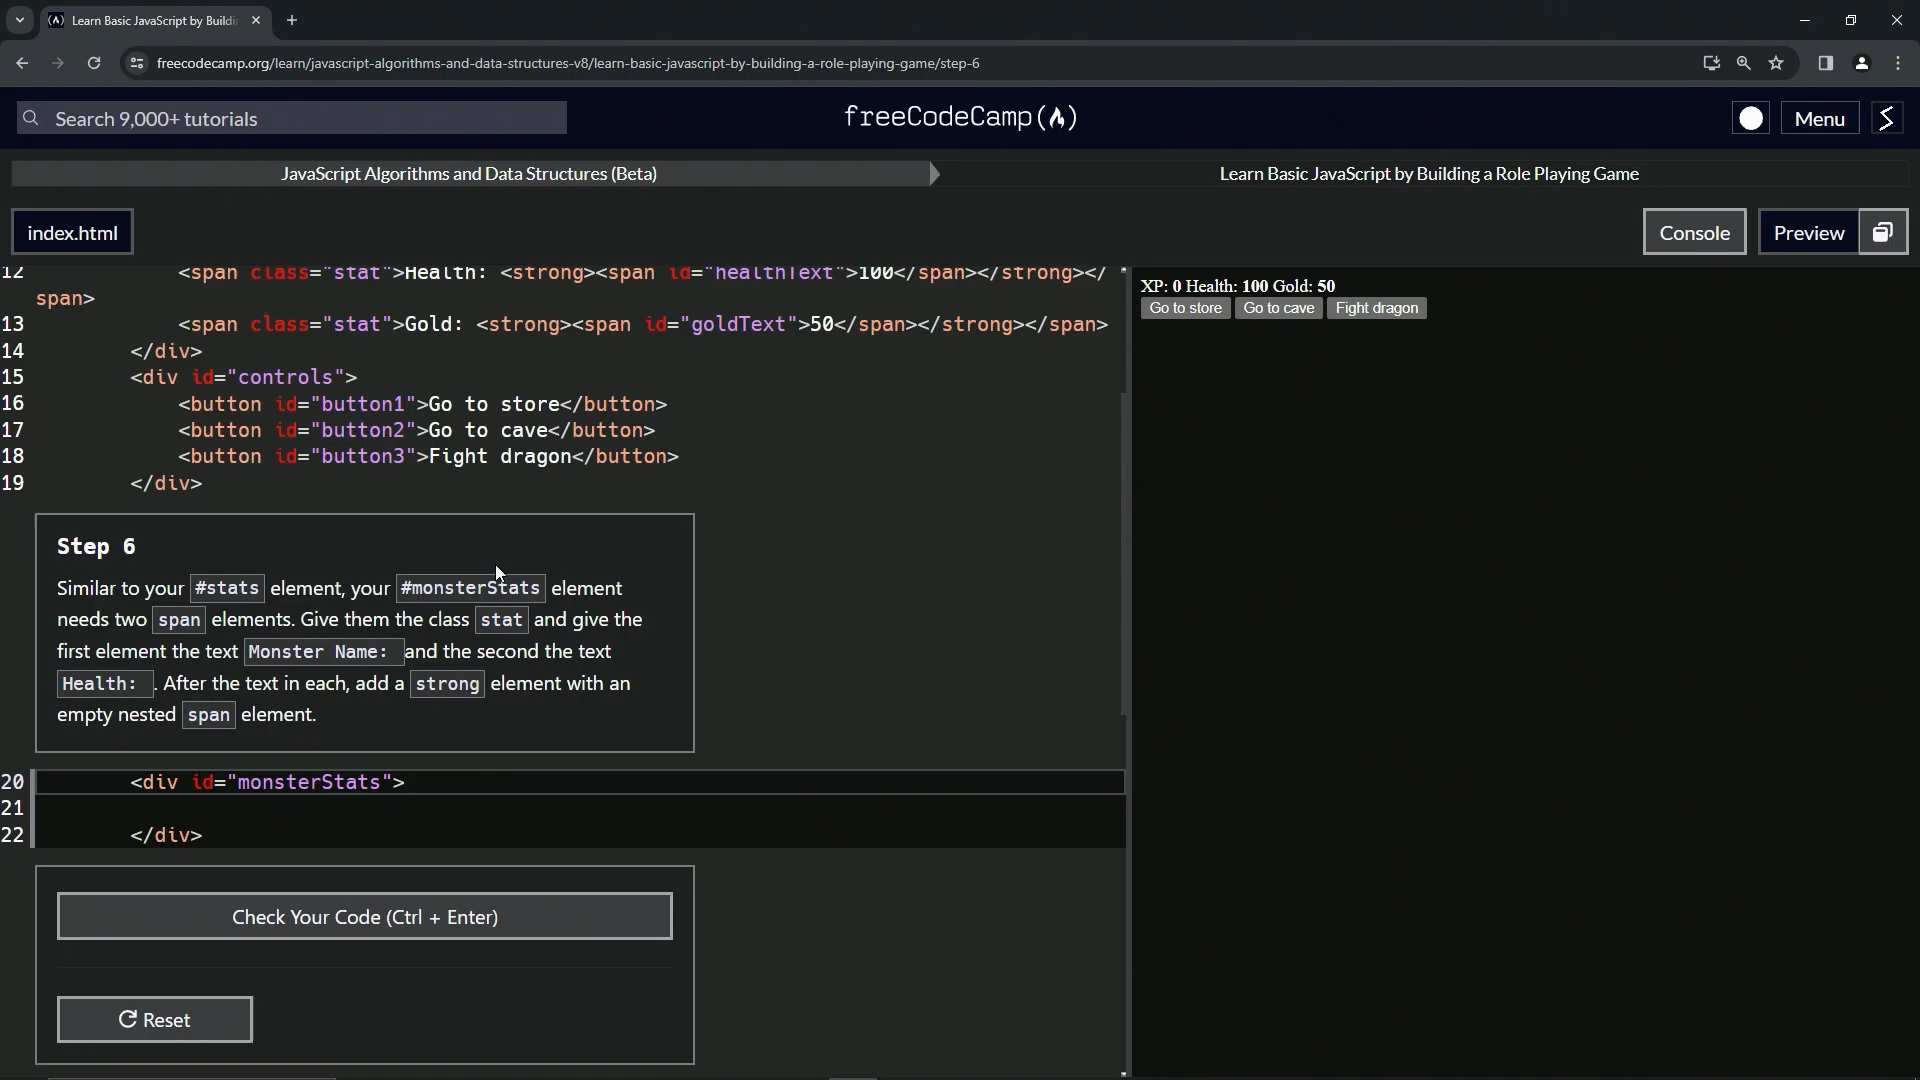 Learn Basic JavaScript by Buildi
freecodecamp.org/learn/javascript-algorithms-and-data-structures-v8/learn-basic-javascript-by-building-a-role-playing-game/step-6
Search 9,000+ tutorials
freeCodeCamp(🔥)
Menu
JavaScript Algorithms and Data Structures (Beta)
Learn Basic JavaScript by Building a Role Playing Game
index.html
Console
Preview
12 <span class="stat">Health: <strong><span id="healthText">100</span></strong></
span>
13 <span class="stat">Gold: <strong><span id="goldText">50</span></strong></span>
14 </div>
15 <div id="controls">
16 <button id="button1">Go to store</button>
17 <button id="button2">Go to cave</button>
18 <button id="button3">Fight dragon</button>
19 </div>
Step 6
Similar to your #stats element, your #monsterStats element
needs two span elements. Give them the class stat and give the
first element the text Monster Name: and the second the text
Health: . After the text in each, add a strong element with an
empty nested span element.
20 <div id="monsterStats">
21
22 </div>
Check Your Code (Ctrl + Enter)
Reset
XP: 0 Health: 100 Gold: 50
Go to store Go to cave Fight dragon